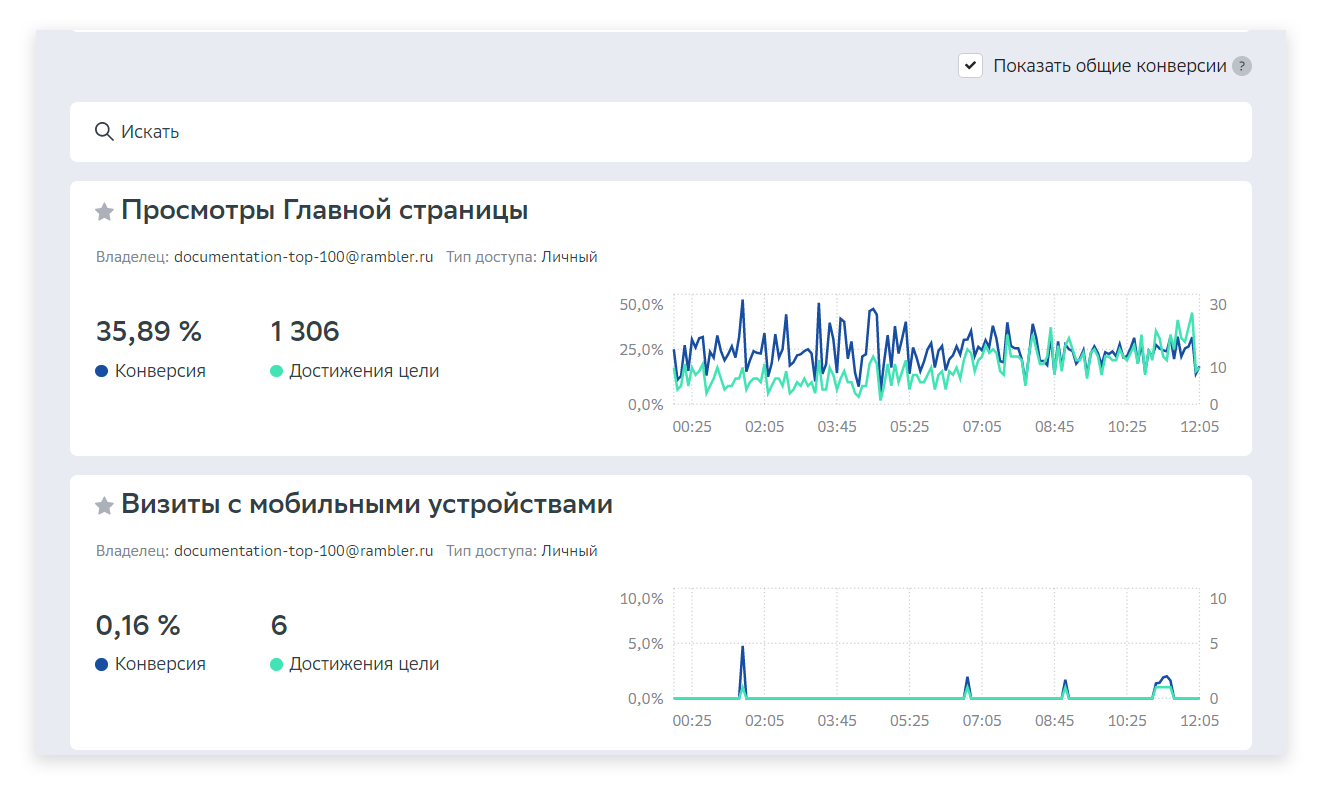 Показать общие конверсии ?
Искать
Просмотры Главной страницы
Владелец: documentation-top-100@rambler.ru Тип доступа: Личный
35,89 % 1 306
Конверсия Достижения цели
50,0% 30
25,0% 10
0,0% 0
00:25 02:05 03:45 05:25 07:05 08:45 10:25 12:05
Визиты с мобильными устройствами
Владелец: documentation-top-100@rambler.ru Тип доступа: Личный
0,16 % 6
Конверсия Достижения цели
10,0% 10
5,0% 5
0,0% 0
00:25 02:05 03:45 05:25 07:05 08:45 10:25 12:05